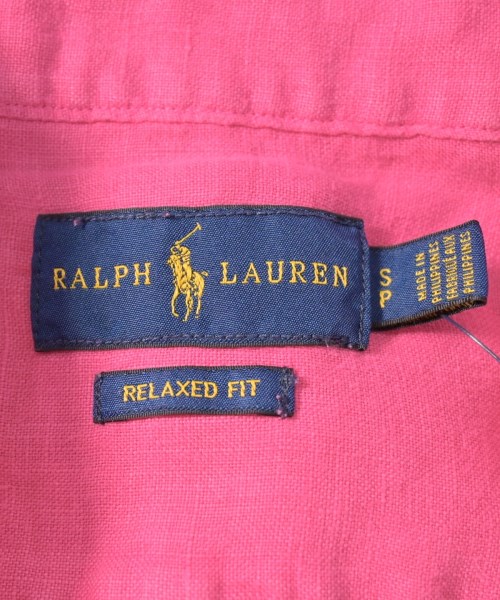 RALPH LAUREN
S
P
MADE IN
PHILIPPINES
FABRIQUÉ AUX
PHILIPPINES
RELAXED FIT